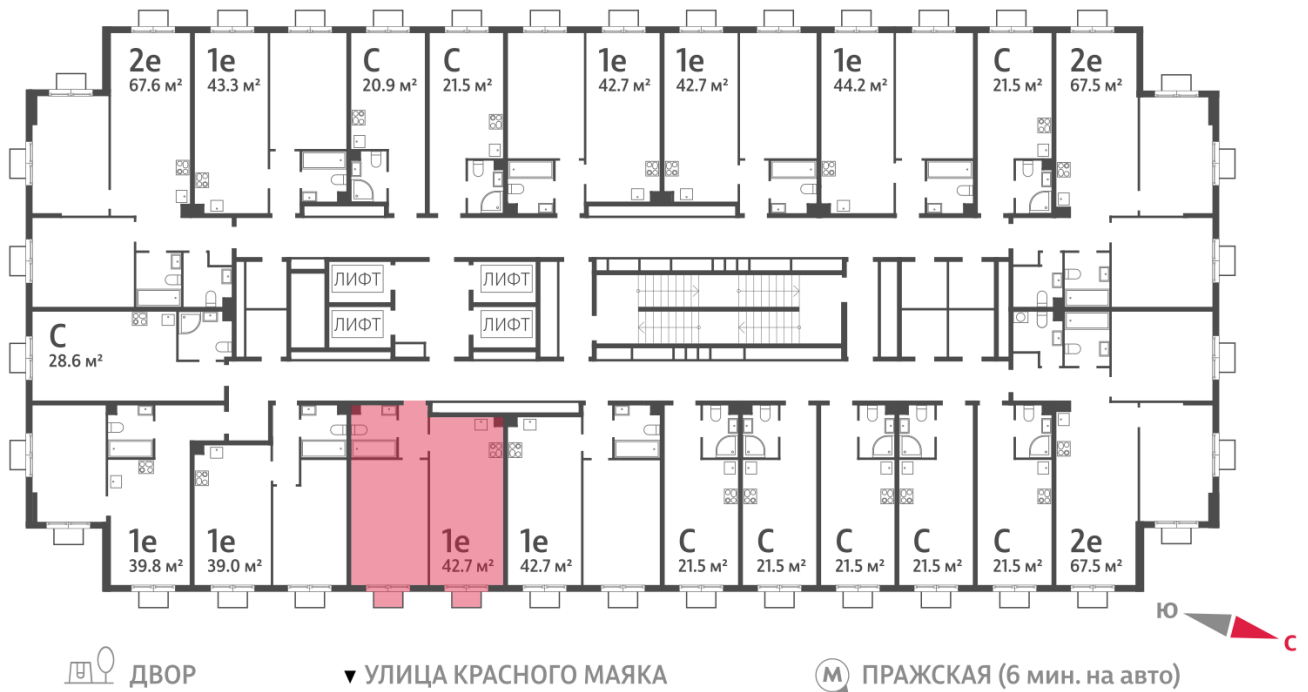 2е
67.6 м²
1е
43.3 м²
С
20.9 м²
С
21.5 м²
1е
42.7 м²
1е
42.7 м²
1е
44.2 м²
С
21.5 м²
2е
67.5 м²
ЛИФТ
ЛИФТ
ЛИФТ
ЛИФТ
С
28.6 м²
1е
39.8 м²
1е
39.0 м²
1е
42.7 м²
1е
42.7 м²
С
21.5 м²
С
21.5 м²
С
21.5 м²
С
21.5 м²
С
21.5 м²
2е
67.5 м²
Ю
С
ДВОР
▼ УЛИЦА КРАСНОГО МАЯКА
М ПРАЖСКАЯ (6 мин. на авто)